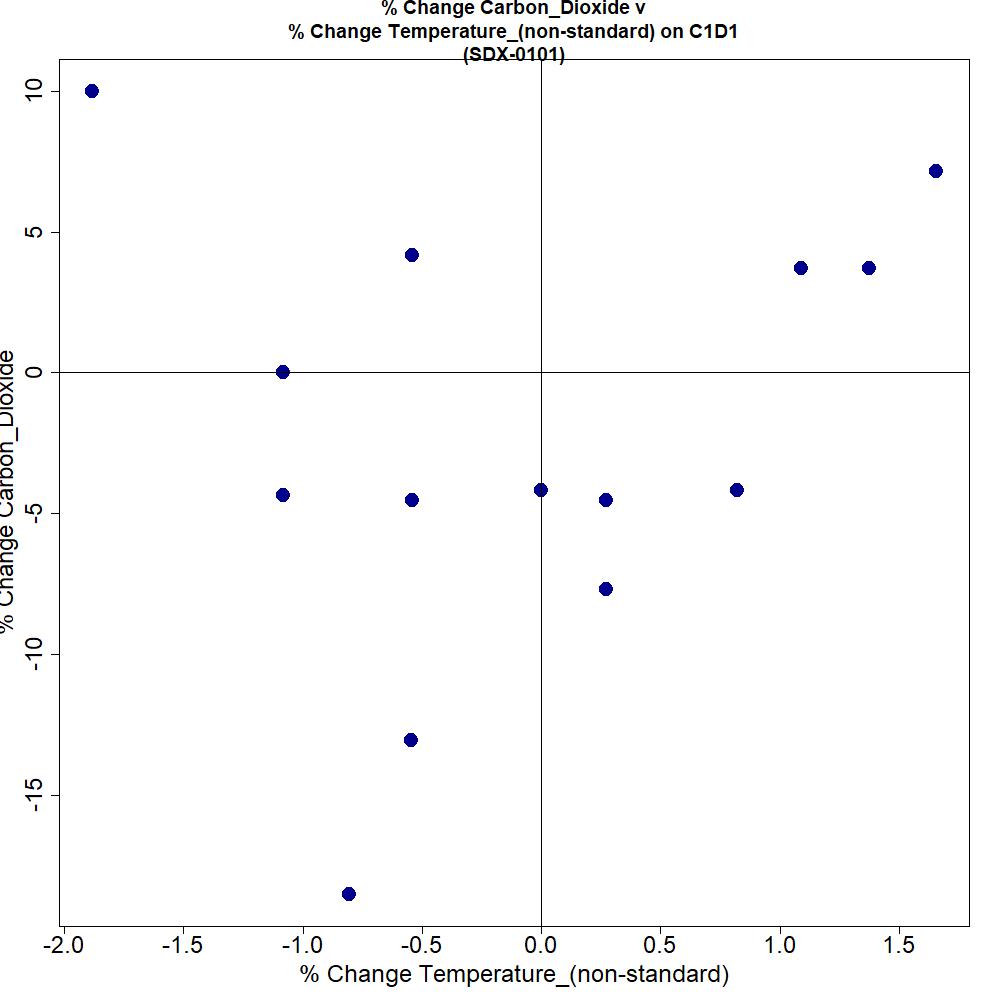 % Change Carbon_Dioxide v
% Change Temperature_(non-standard) on C1D1
(SDX-0101)
% Change Carbon_Dioxide
10
5
0
-5
-10
-15
-2.0 -1.5 -1.0 -0.5 0.0 0.5 1.0 1.5
% Change Temperature_(non-standard)